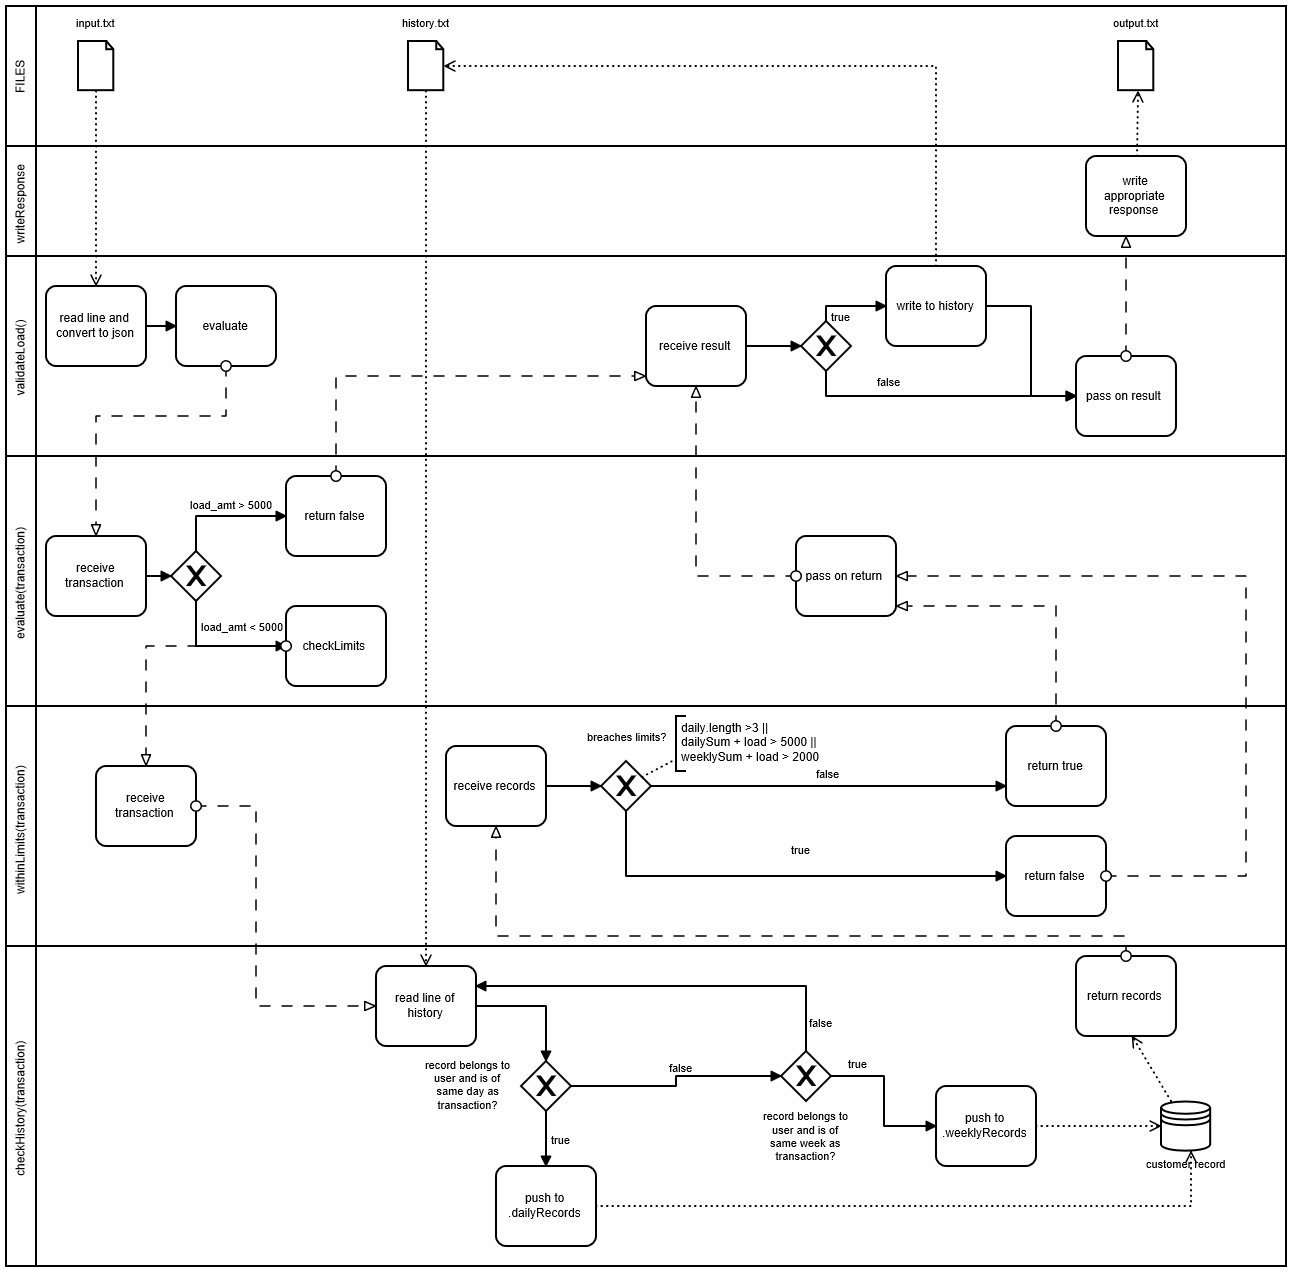 FILES
input.txt
history.txt
output.txt
writeResponse
write
appropriate
response
validateLoad()
read line and
convert to json
evaluate
receive result
true
write to history
false
pass on result
evaluate(transaction)
receive
transaction
load_amt > 5000
return false
load_amt < 5000
checkLimits
pass on return
withinLimits(transaction)
receive
transaction
receive records
breaches limits?
daily.length >3 ||
dailySum + load > 5000 ||
weeklySum + load > 2000
false
return true
true
return false
checkHistory(transaction)
read line of
history
record belongs to
user and is of
same day as
transaction?
false
true
push to
.dailyRecords
false
true
record belongs to
user and is of
same week as
transaction?
push to
.weeklyRecords
return records
customer record